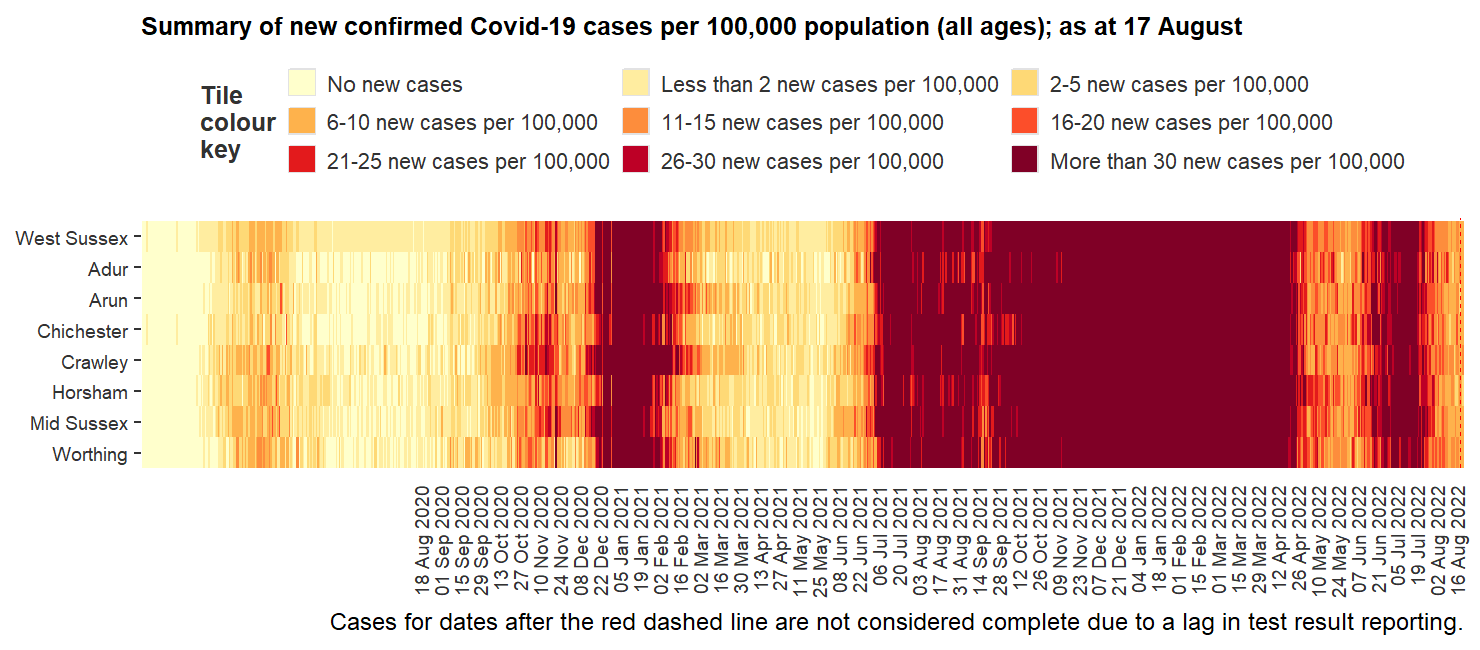 Summary of new confirmed Covid-19 cases per 100,000 population (all ages); as at 17 August
Tile
colour
key
No new cases
Less than 2 new cases per 100,000
2-5 new cases per 100,000
6-10 new cases per 100,000
11-15 new cases per 100,000
16-20 new cases per 100,000
21-25 new cases per 100,000
26-30 new cases per 100,000
More than 30 new cases per 100,000
West Sussex
Adur
Arun
Chichester
Crawley
Horsham
Mid Sussex
Worthing
18 Aug 2020
01 Sep 2020
15 Sep 2020
29 Sep 2020
13 Oct 2020
27 Oct 2020
10 Nov 2020
24 Nov 2020
08 Dec 2020
22 Dec 2020
05 Jan 2021
19 Jan 2021
02 Feb 2021
16 Feb 2021
02 Mar 2021
16 Mar 2021
30 Mar 2021
13 Apr 2021
27 Apr 2021
11 May 2021
25 May 2021
08 Jun 2021
22 Jun 2021
06 Jul 2021
20 Jul 2021
03 Aug 2021
17 Aug 2021
31 Aug 2021
14 Sep 2021
28 Sep 2021
12 Oct 2021
26 Oct 2021
09 Nov 2021
23 Nov 2021
07 Dec 2021
21 Dec 2021
04 Jan 2022
18 Jan 2022
01 Feb 2022
15 Feb 2022
01 Mar 2022
15 Mar 2022
29 Mar 2022
12 Apr 2022
26 Apr 2022
10 May 2022
24 May 2022
07 Jun 2022
21 Jun 2022
05 Jul 2022
19 Jul 2022
02 Aug 2022
16 Aug 2022
Cases for dates after the red dashed line are not considered complete due to a lag in test result reporting.